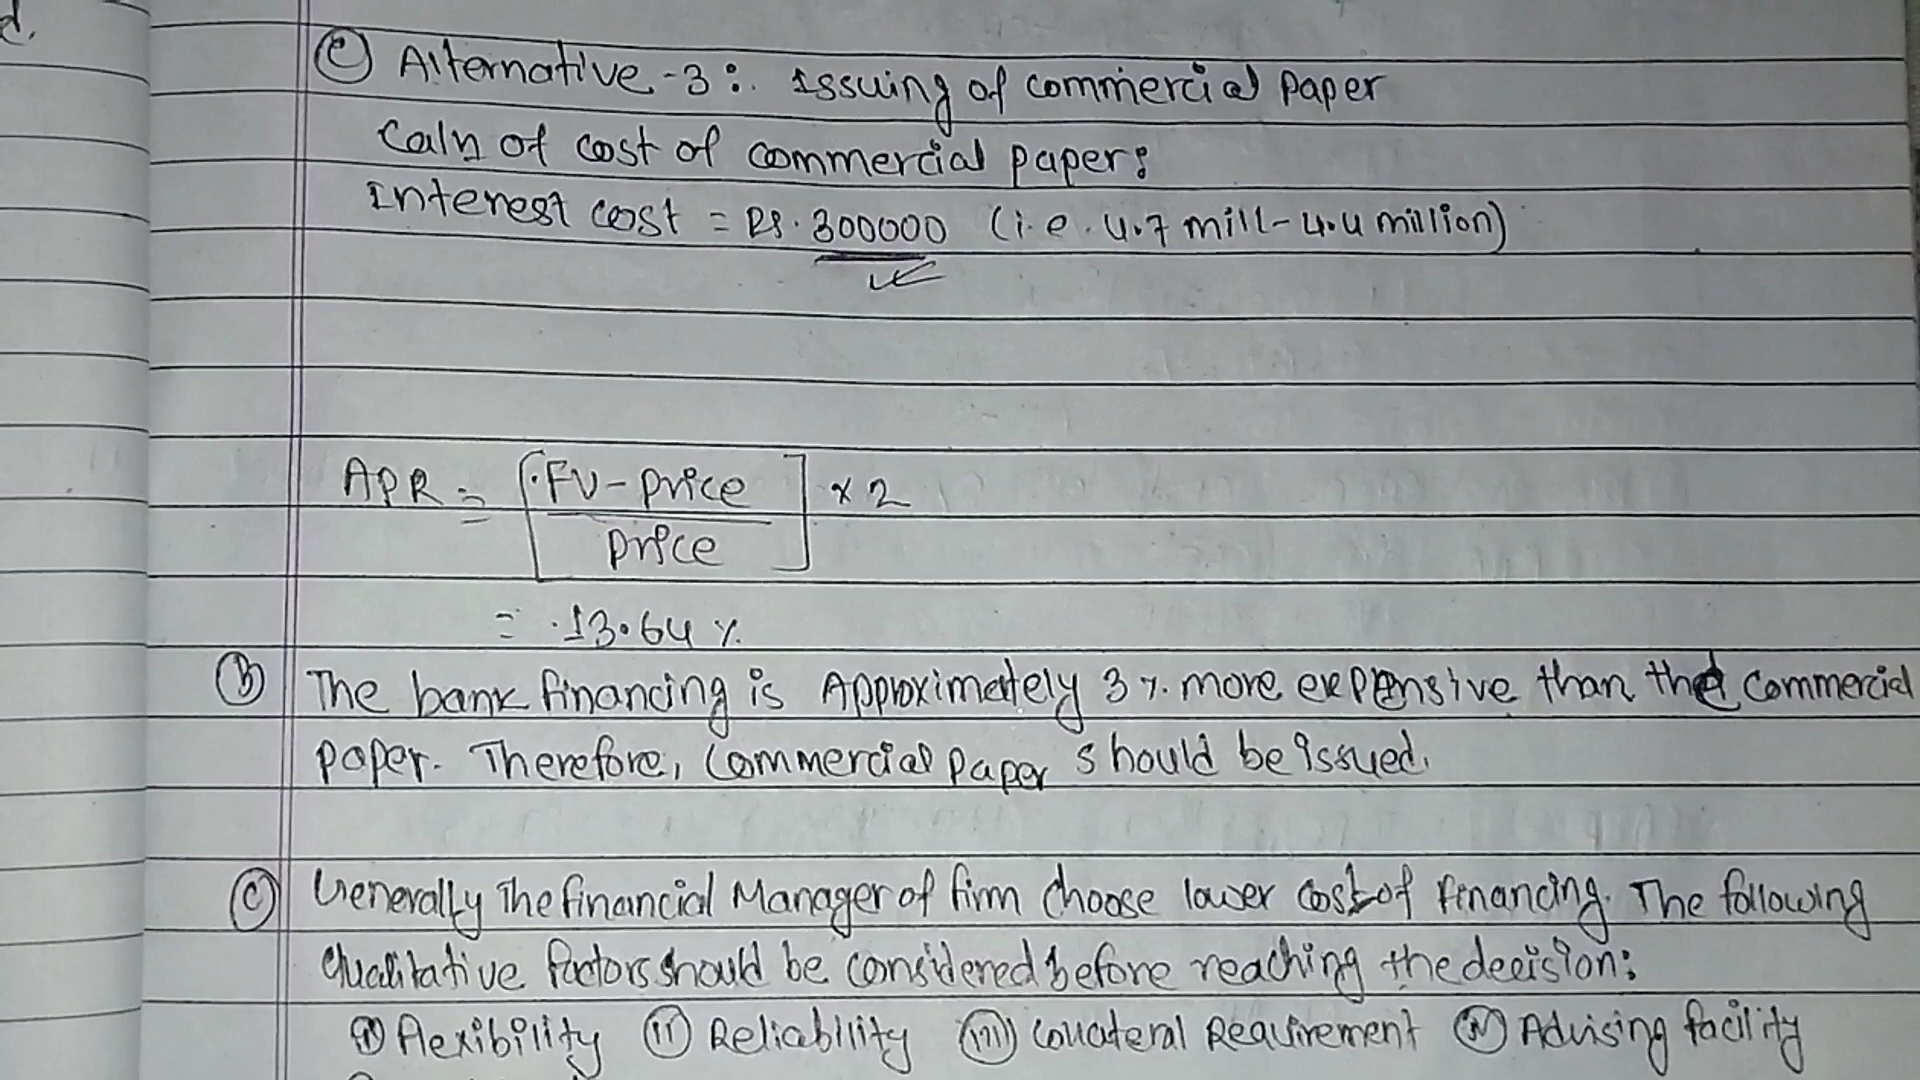 d.
(c) Alternative-3: Issuing of commercial paper
Caln of cost of commercial paper:
Interest cost = Rs. 300000 (i.e. 4.7 mill - 4.4 million)
APR = [FV - price / price] × 2
= 13.64 %
(b) The bank financing is Approximately 3 % more expensive than the commercial
paper. Therefore, Commercial paper should be issued.
(c) Generally The financial Manager of firm choose lower cost of financing. The following
qualitative factors should be considered before reaching the decision:
(i) flexibility (ii) Reliability (iii) Collateral Requirement (iv) Advising facility